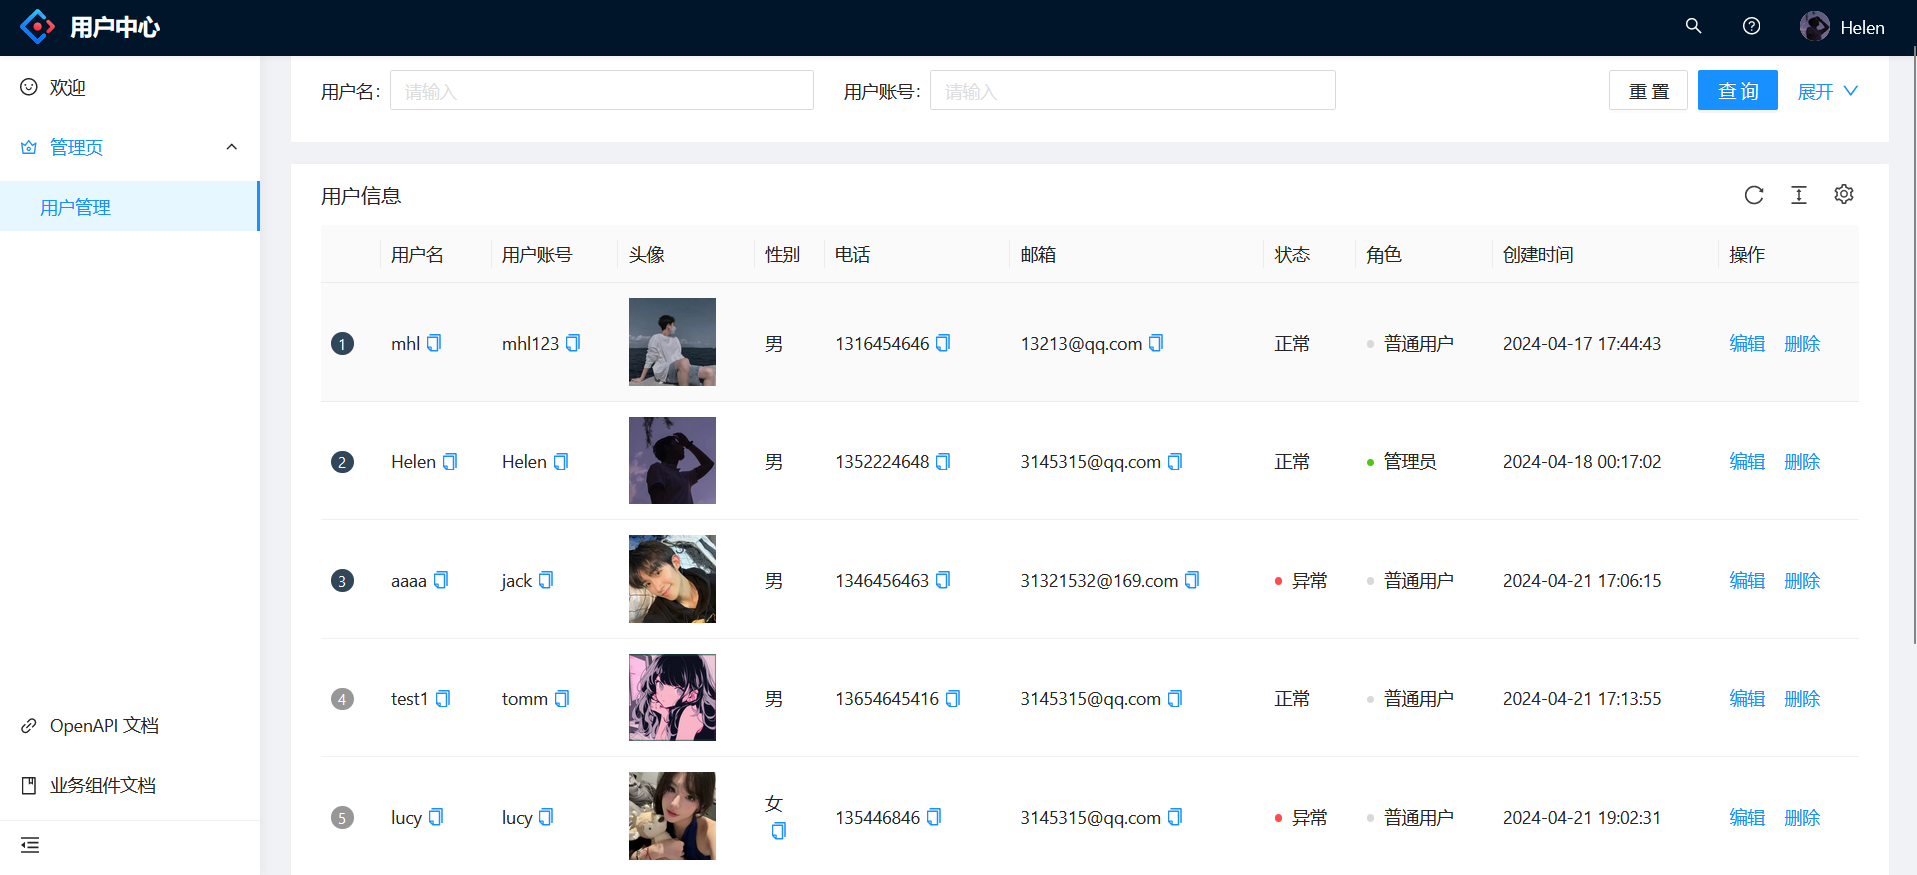 用户中心
Helen
欢迎
管理页
用户管理
OpenAPI 文档
业务组件文档
用户名: 请输入 用户账号: 请输入 重 置 查 询 展开
用户信息
用户名 用户账号 头像 性别 电话 邮箱 状态 角色 创建时间 操作
1 mhl mhl123 男 1316454646 13213@qq.com 正常 普通用户 2024-04-17 17:44:43 编辑 删除
2 Helen Helen 男 1352224648 3145315@qq.com 正常 管理员 2024-04-18 00:17:02 编辑 删除
3 aaaa jack 男 1346456463 31321532@169.com 异常 普通用户 2024-04-21 17:06:15 编辑 删除
4 test1 tomm 男 13654645416 3145315@qq.com 正常 普通用户 2024-04-21 17:13:55 编辑 删除
5 lucy lucy 女 135446846 3145315@qq.com 异常 普通用户 2024-04-21 19:02:31 编辑 删除